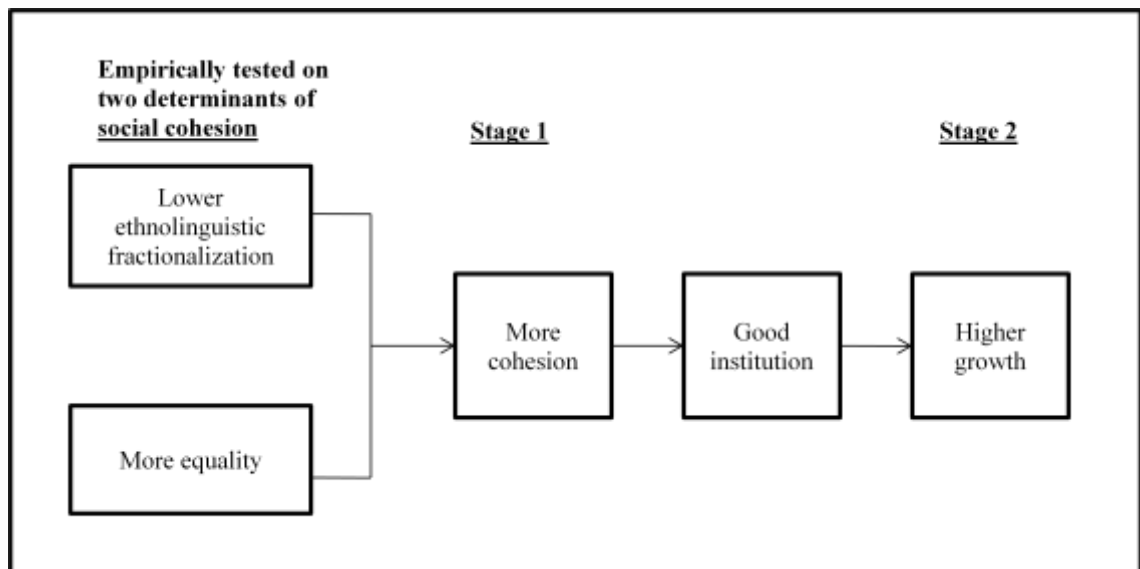 Empirically tested on
two determinants of
social cohesion
Stage 1
Stage 2
Lower
ethnolinguistic
fractionalization
More equality
More
cohesion
Good
institution
Higher
growth